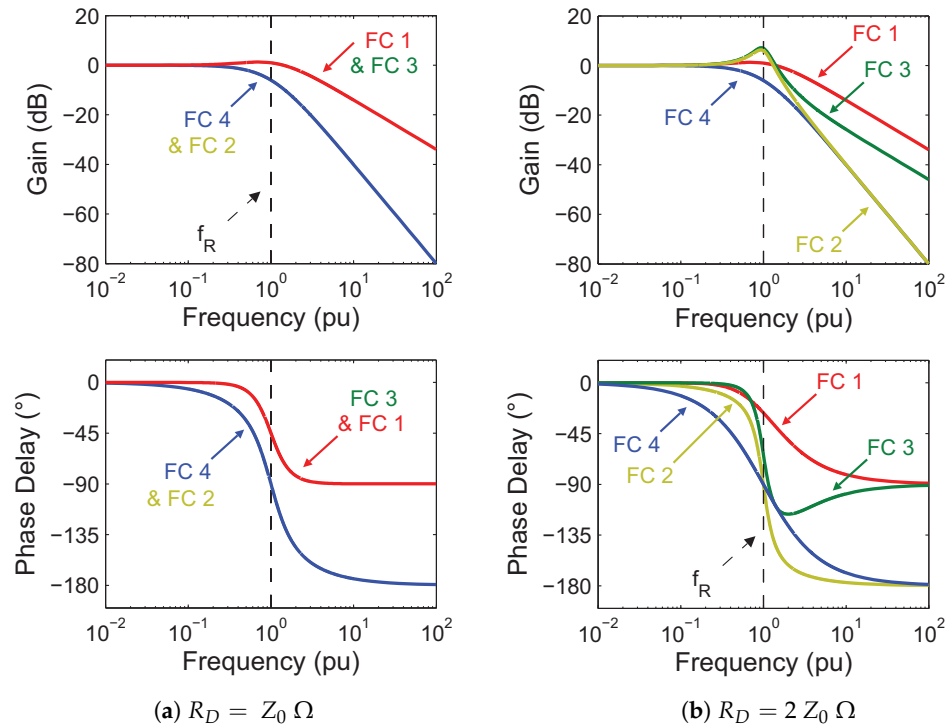 20
0
−20
−40
−60
−80
Gain (dB)
FC 1
& FC 3
FC 4
& FC 2
f_R
10^−2 10^−1 10^0 10^1 10^2
Frequency (pu)
20
0
−20
−40
−60
−80
Gain (dB)
FC 1
FC 3
FC 4
FC 2
10^−2 10^−1 10^0 10^1 10^2
Frequency (pu)
0
−45
−90
−135
−180
Phase Delay (°)
FC 3
& FC 1
FC 4
& FC 2
10^−2 10^−1 10^0 10^1 10^2
Frequency (pu)
0
−45
−90
−135
−180
Phase Delay (°)
FC 1
FC 4
FC 2
FC 3
f_R
10^−2 10^−1 10^0 10^1 10^2
Frequency (pu)
(a) R_D = Z_0 Ω
(b) R_D = 2 Z_0 Ω